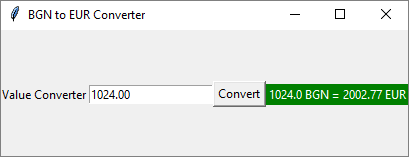 BGN to EUR Converter
Value Converter 1024.00 Convert 1024.0 BGN = 2002.77 EUR